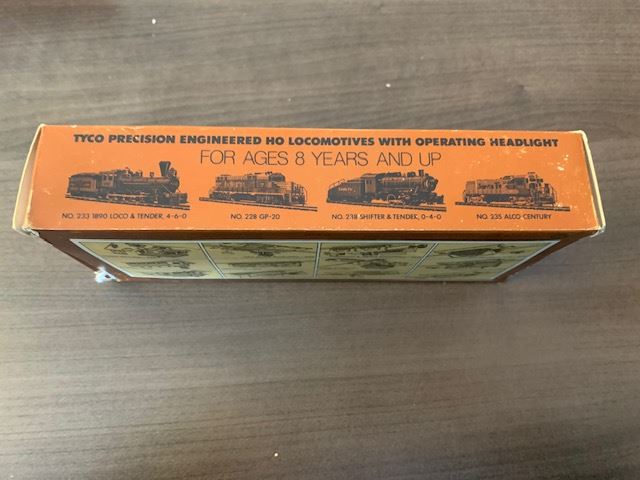 TYCO PRECISION ENGINEERED HO LOCOMOTIVES WITH OPERATING HEADLIGHT
FOR AGES 8 YEARS AND UP
NO. 233 1890 LOCO & TENDER, 4-6-0
NO. 228 GP-20
NO. 218 SHIFTER & TENDER, 0-4-0
NO. 235 ALCO CENTURY